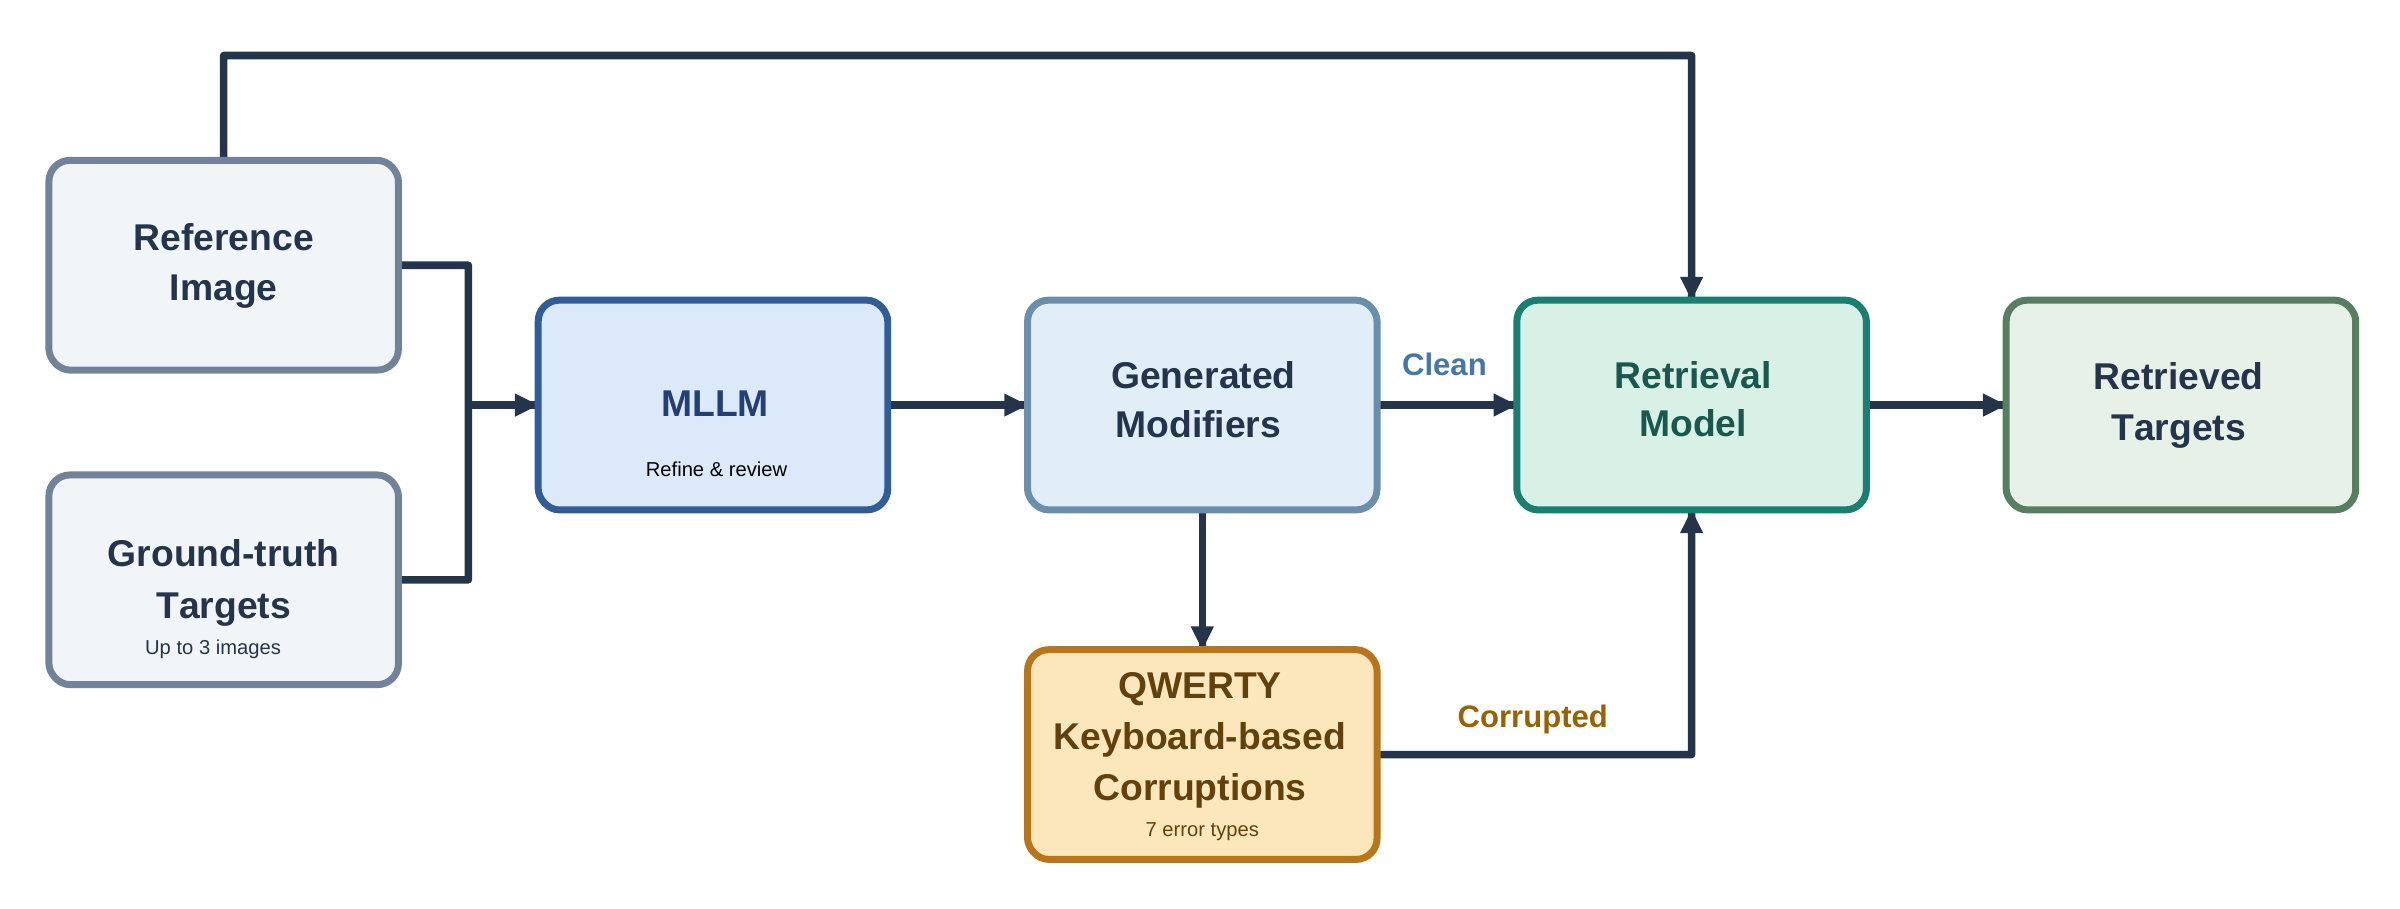 Reference
Image
Ground-truth
Targets
Up to 3 images
MLLM
Refine & review
Generated
Modifiers
Clean
QWERTY
Keyboard-based
Corruptions
7 error types
Corrupted
Retrieval
Model
Retrieved
Targets